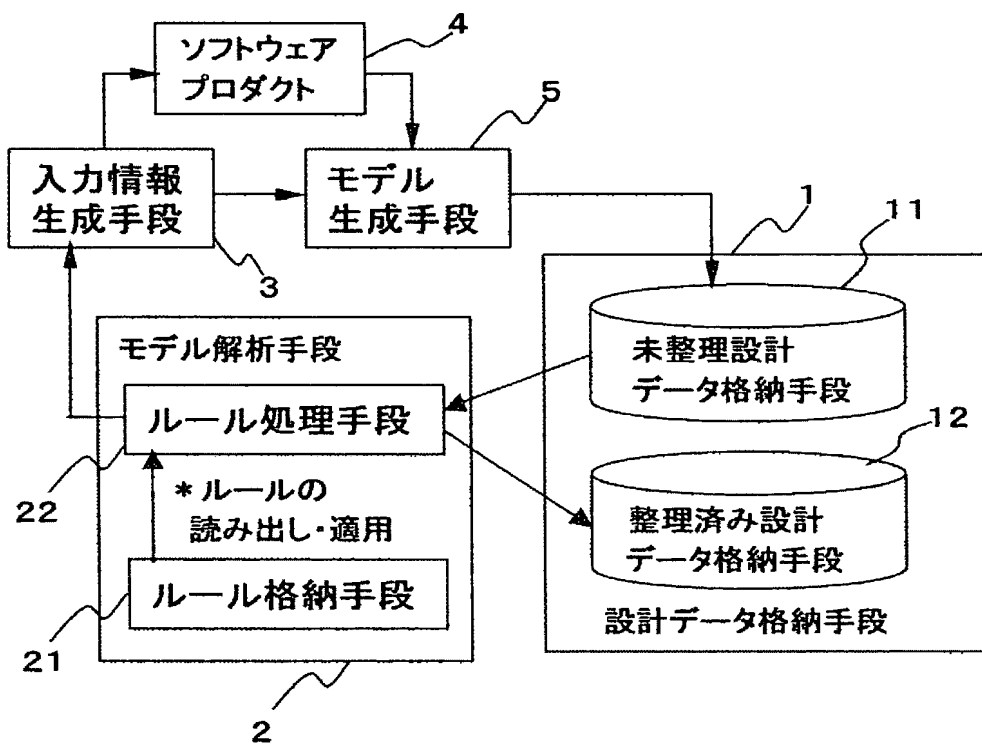 ソフトウェア
プロダクト
4
5
入力情報
生成手段
3
モデル
生成手段
1
11
未整理設計
データ格納手段
12
整理済み設計
データ格納手段
設計データ格納手段
モデル解析手段
ルール処理手段
22
*ルールの
読み出し・適用
ルール格納手段
21
2